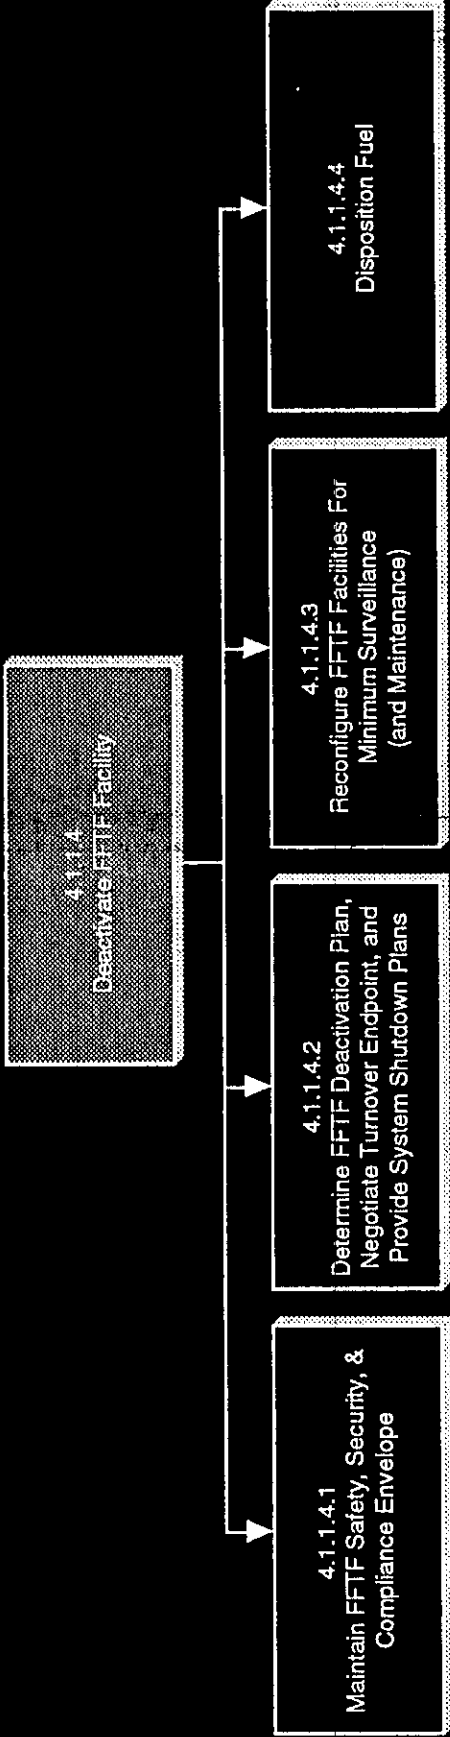 4.1.1.4
Deactivate FFTF Facility
4.1.1.4.1
Maintain FFTF Safety, Security, &
Compliance Envelope
4.1.1.4.2
Determine FFTF Deactivation Plan,
Negotiate Turnover Endpoint, and
Provide System Shutdown Plans
4.1.1.4.3
Reconfigure FFTF Facilities For
Minimum Surveillance
(and Maintenance)
4.1.1.4.4
Disposition Fuel